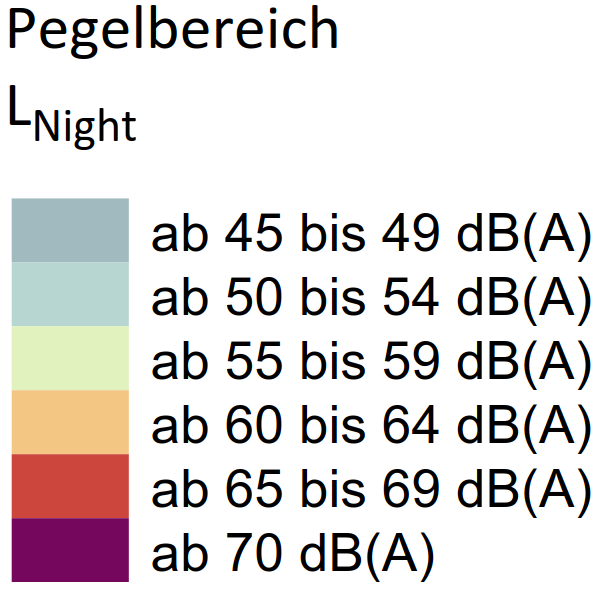 Pegelbereich
L_Night
ab 45 bis 49 dB(A)
ab 50 bis 54 dB(A)
ab 55 bis 59 dB(A)
ab 60 bis 64 dB(A)
ab 65 bis 69 dB(A)
ab 70 dB(A)